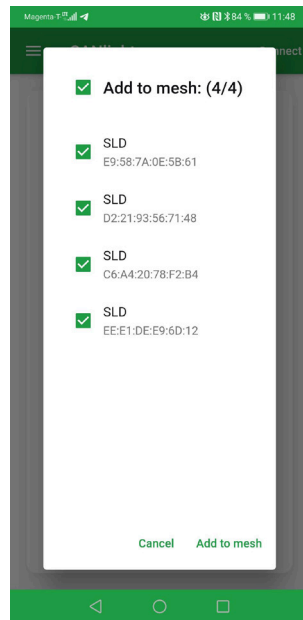 Magenta-T- 84 % 11:48
Add to mesh: (4/4)
SLD
E9:58:7A:0E:5B:61
SLD
D2:21:93:56:71:48
SLD
C6:A4:20:78:F2:B4
SLD
EE:E1:DE:E9:6D:12
Cancel Add to mesh